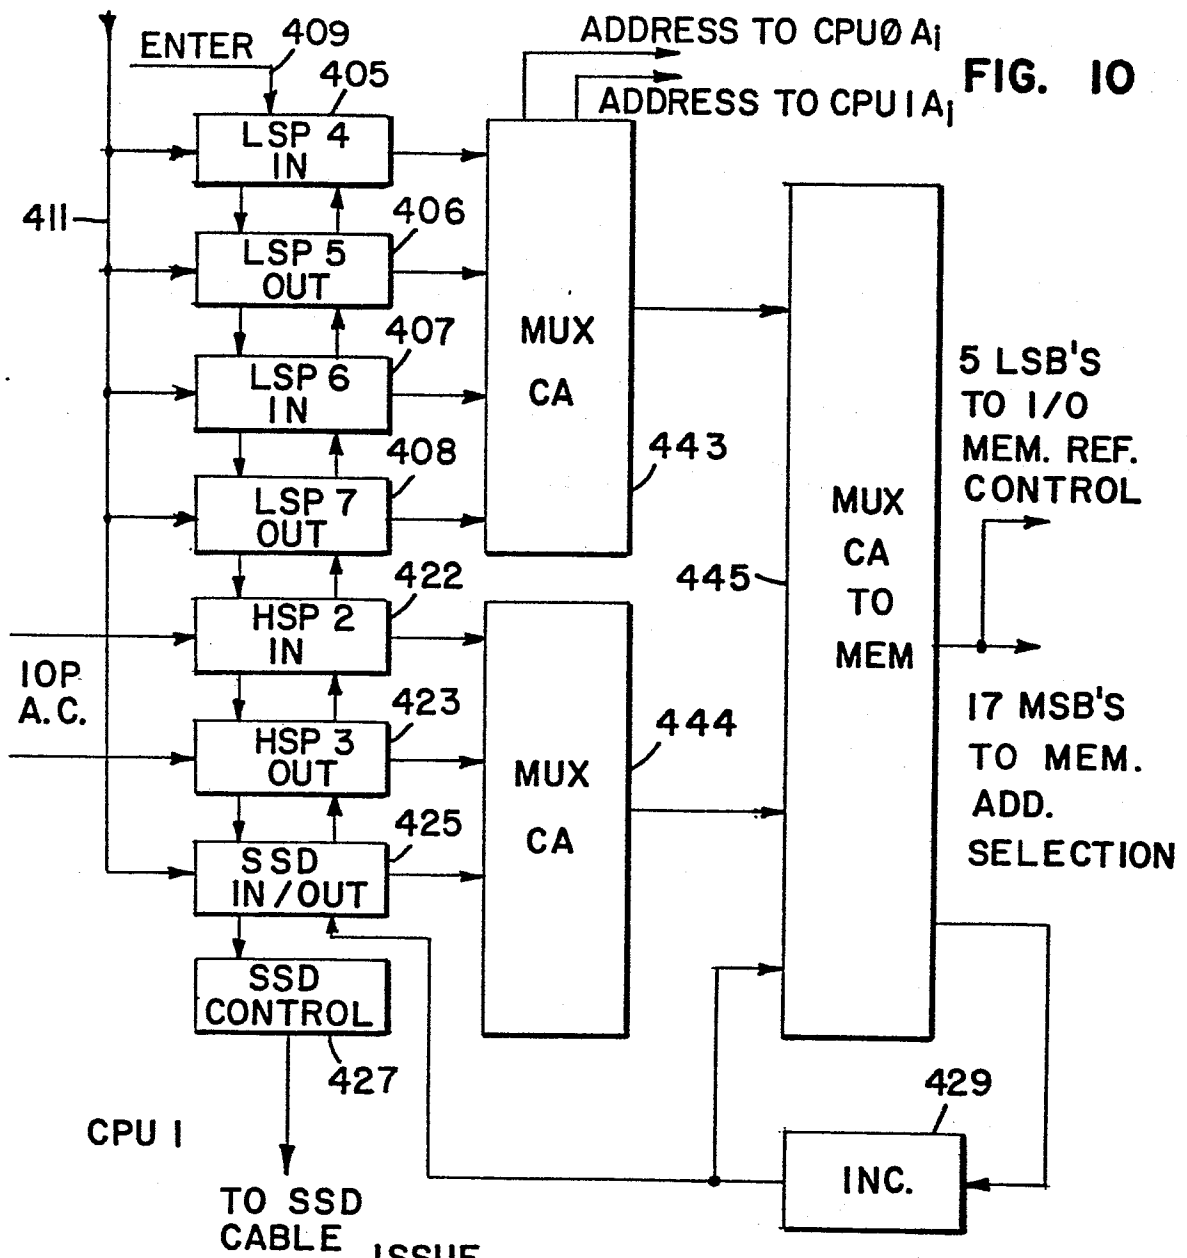 ADDRESS TO CPU0 Ai
ENTER
409
FIG. 10
405
ADDRESS TO CPU1 Ai
LSP 4
IN
411
406
LSP 5
OUT
407
MUX
CA
LSP 6
IN
5 LSB'S
TO I/O
MEM. REF.
CONTROL
443
408
LSP 7
OUT
MUX
CA
TO
MEM
445
422
HSP 2
IN
IOP
A.C.
423
HSP 3
OUT
444
17 MSB'S
TO MEM.
ADD.
SELECTION
MUX
CA
425
SSD
IN/OUT
SSD
CONTROL
427
429
CPU 1
INC.
TO SSD
CABLE